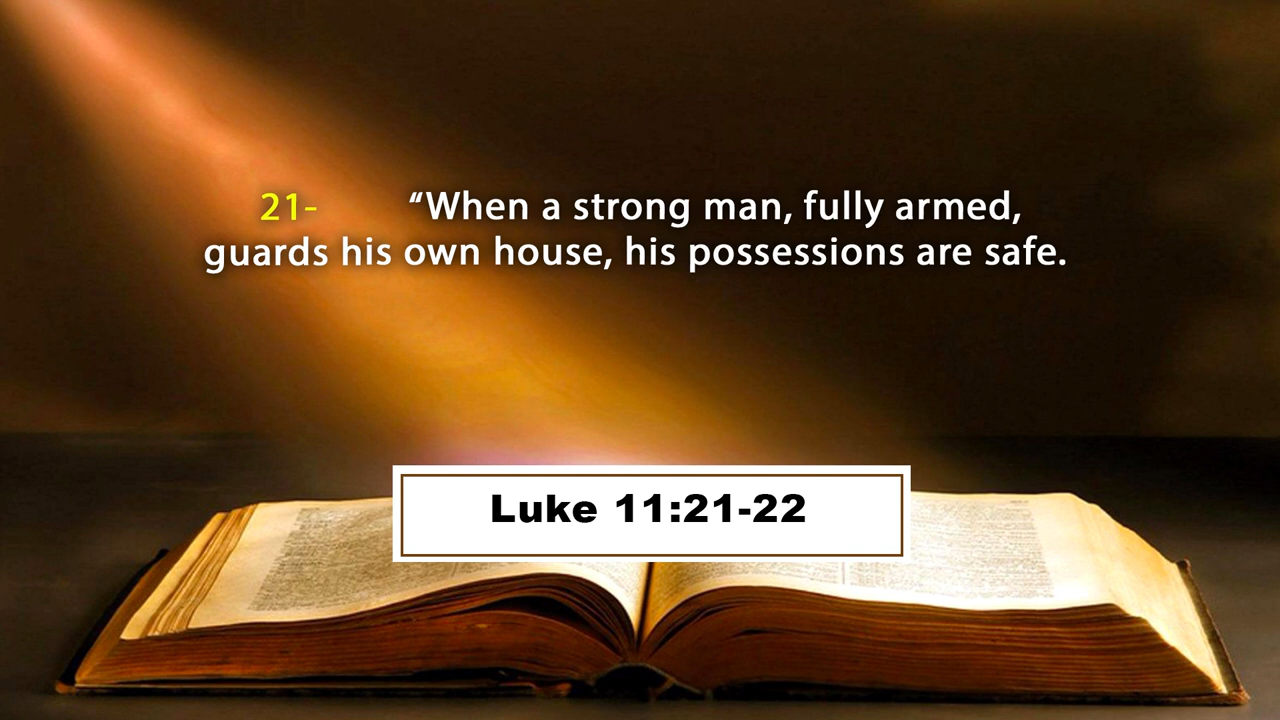 21- “When a strong man, fully armed,
guards his own house, his possessions are safe.
Luke 11:21-22